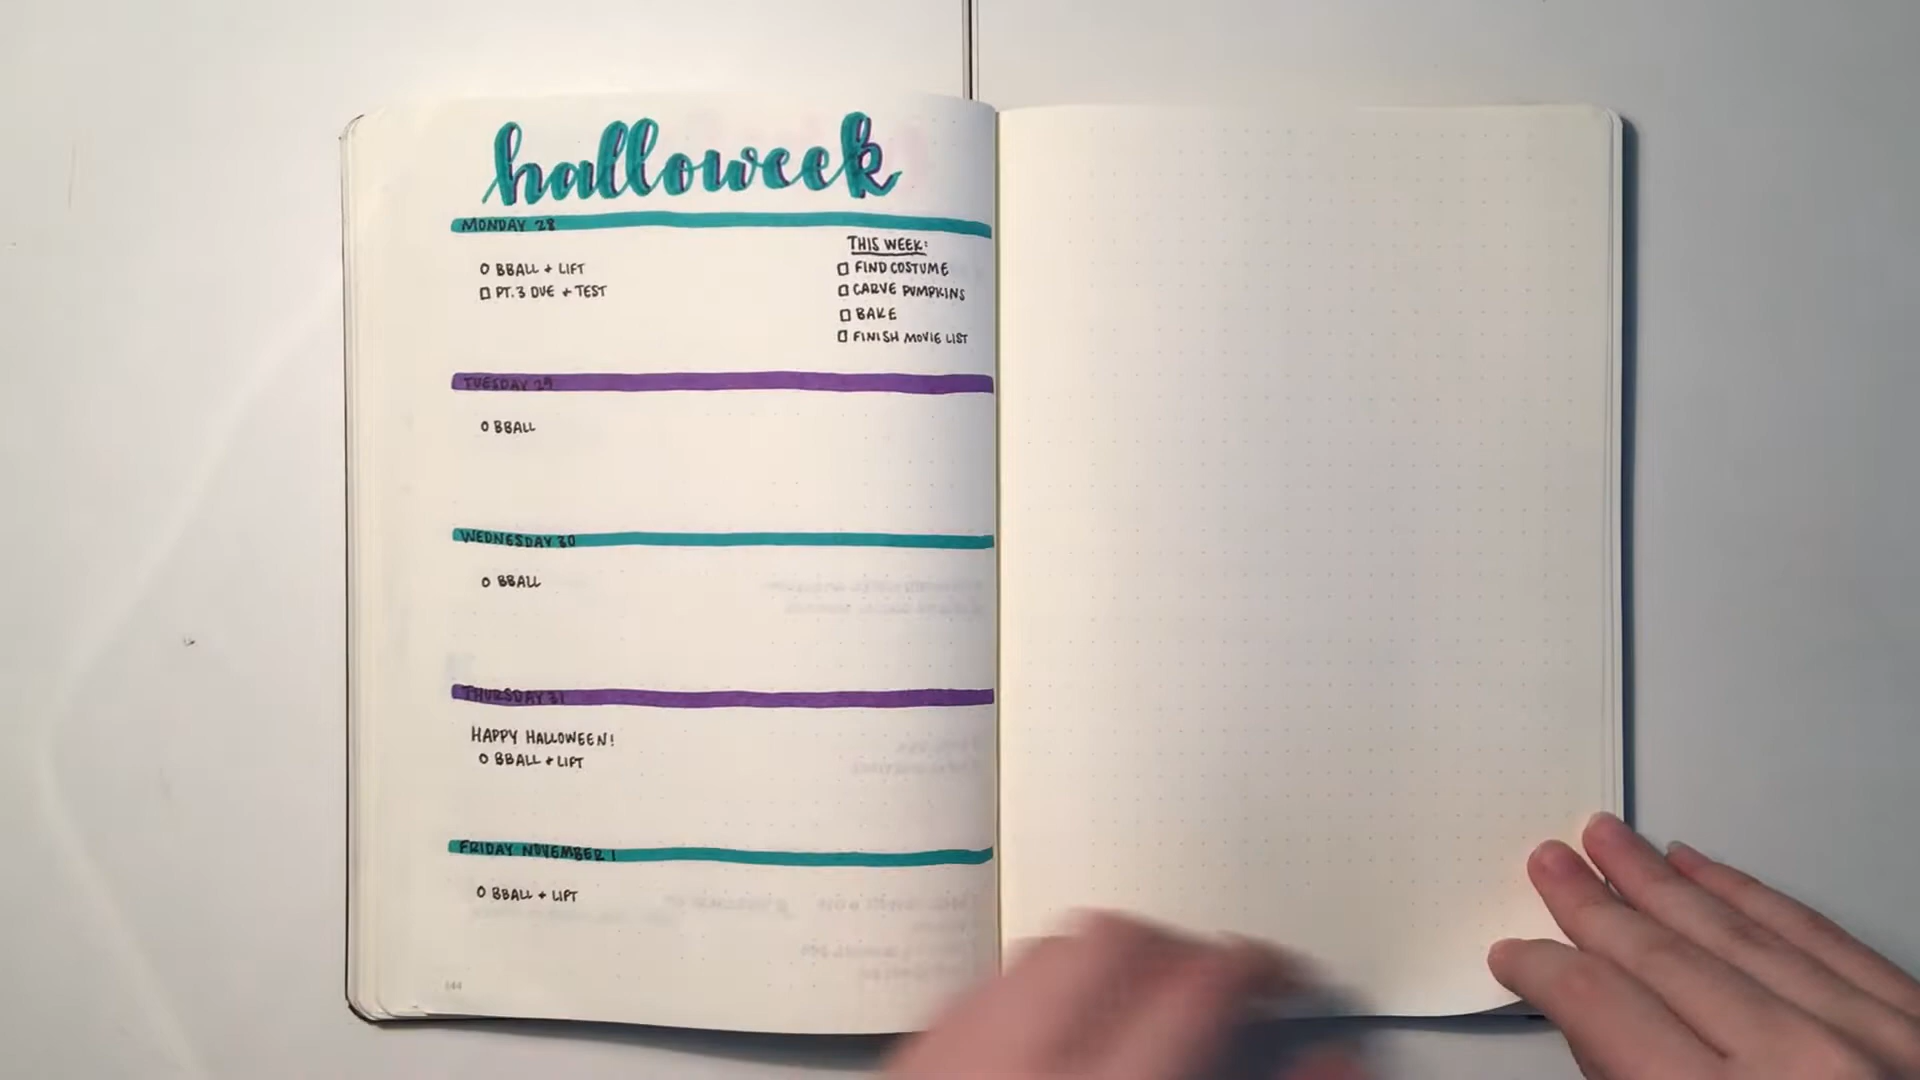 halloweek
MONDAY 28
O BBALL + LIFT
□ PT. 3 DUE + TEST
THIS WEEK:
□ FIND COSTUME
□ CARVE PUMPKINS
□ BAKE
□ FINISH MOVIE LIST
TUESDAY 29
O BBALL
WEDNESDAY 30
O BBALL
THURSDAY 31
HAPPY HALLOWEEN!
O BBALL + LIFT
FRIDAY NOVEMBER 1
O BBALL + LIFT